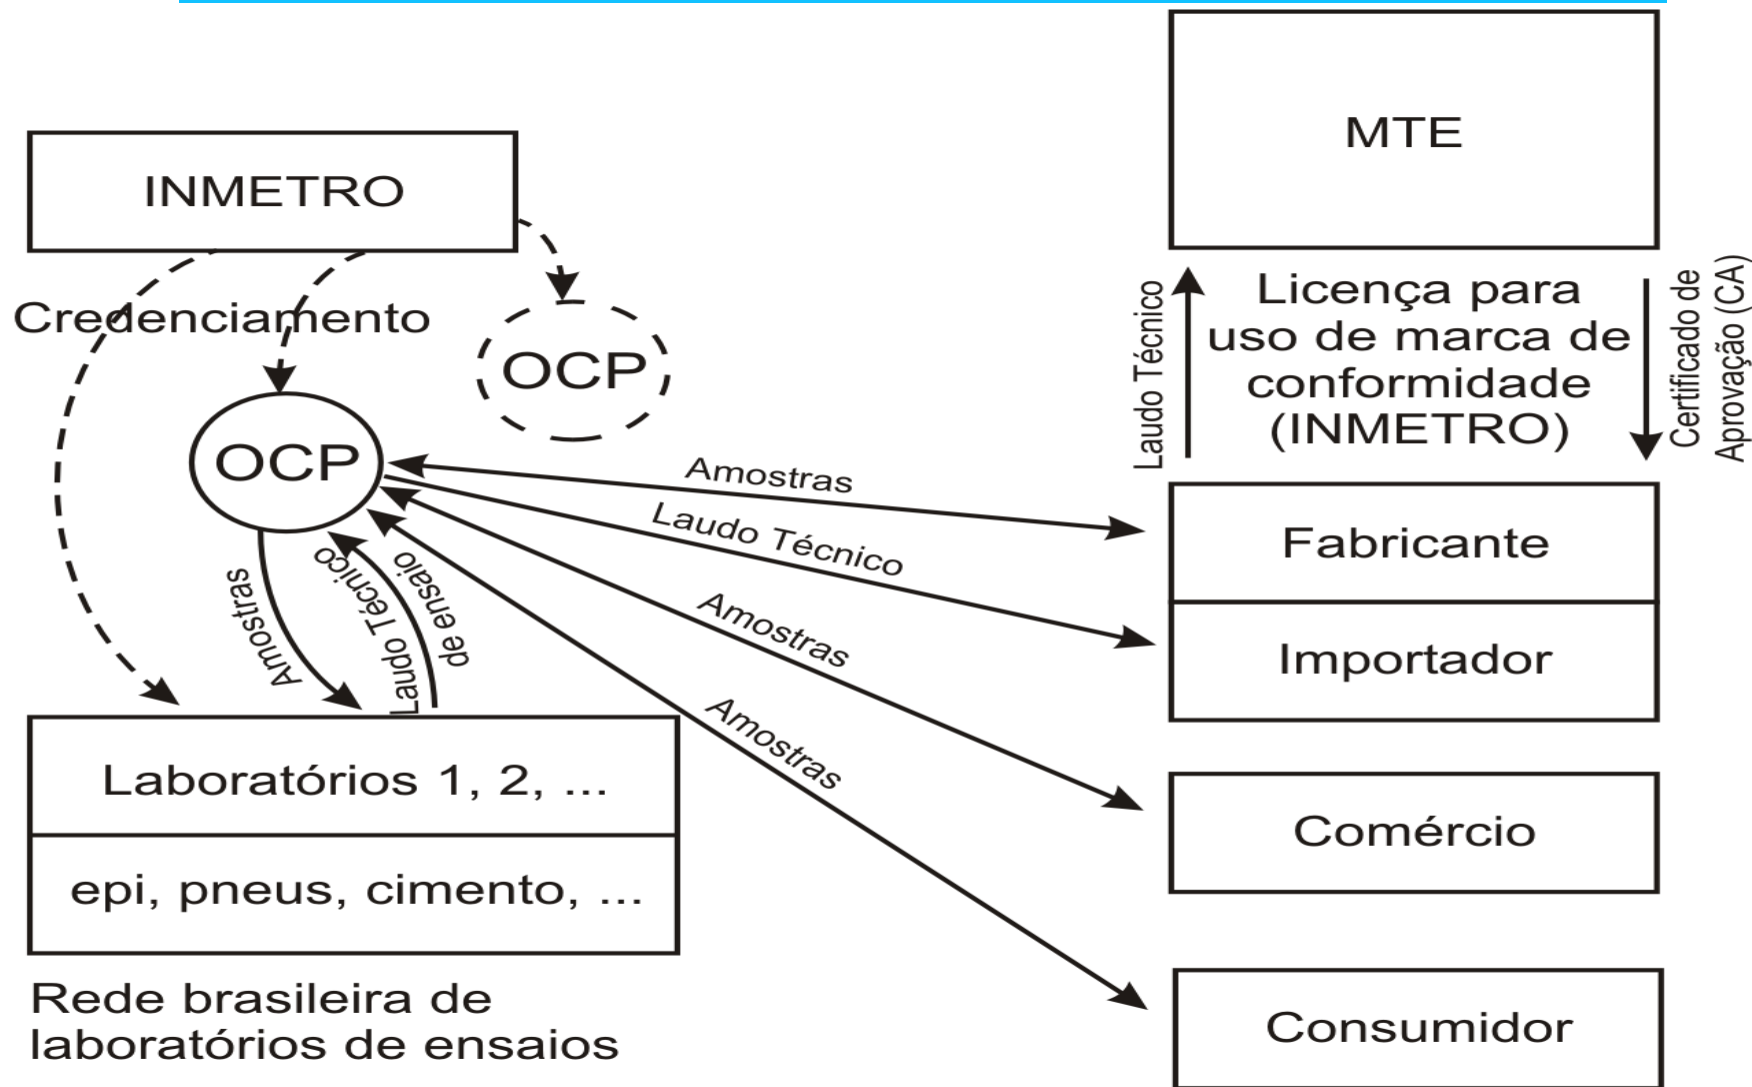 MTE
INMETRO
Credenciamento
OCP
OCP
Laudo Técnico
Licença para
uso de marca de
conformidade
(INMETRO)
Certificado de
Aprovação (CA)
Amostras
Laudo Técnico
Amostras
Amostras
Fabricante
Importador
Comércio
Consumidor
Amostras
Laudo Técnico
de ensaio
Laboratórios 1, 2, ...
epi, pneus, cimento, ...
Rede brasileira de
laboratórios de ensaios